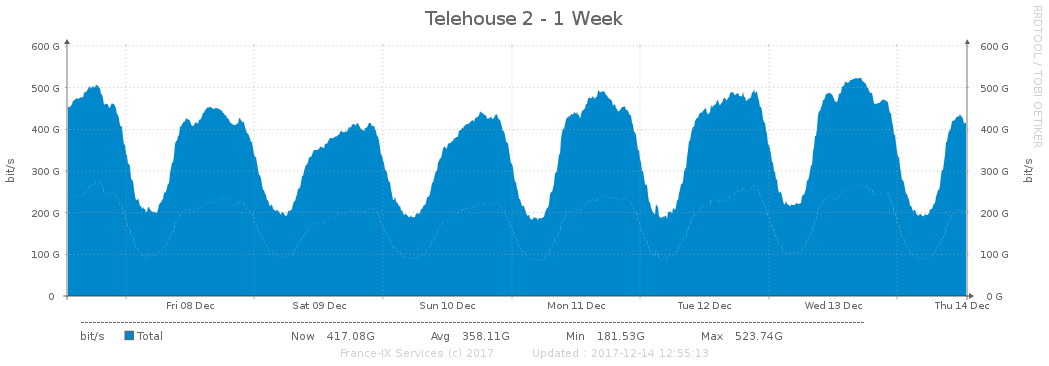 Telehouse 2 - 1 Week
RRDTOOL / TOBI OETIKER
600 G 600 G
500 G 500 G
400 G 400 G
300 G 300 G
200 G 200 G
100 G 100 G
0 0 G
bit/s
bit/s
Fri 08 Dec Sat 09 Dec Sun 10 Dec Mon 11 Dec Tue 12 Dec Wed 13 Dec Thu 14 Dec
bit/s Total Now 417.08G Avg 358.11G Min 181.53G Max 523.74G
France-IX Services (c) 2017 Updated : 2017-12-14 12:55:13